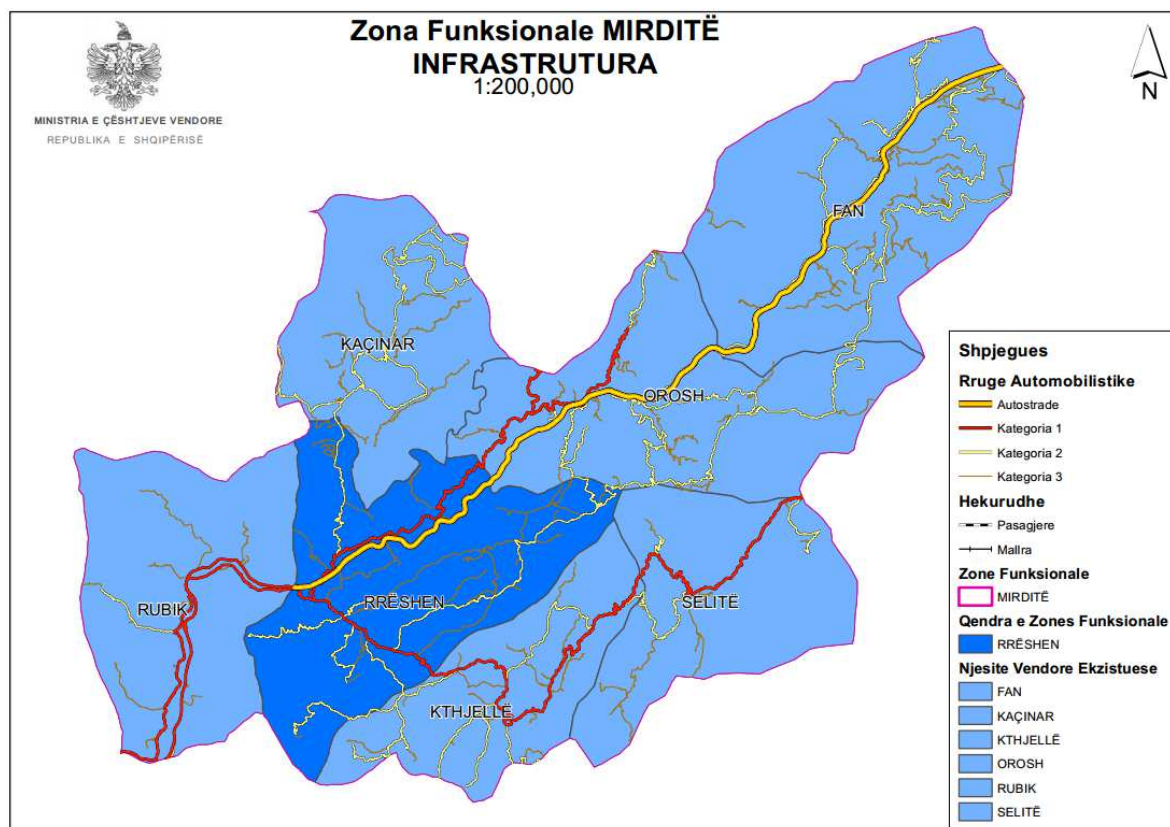 Zona Funksionale MIRDITË
INFRASTRUTURA
1:200,000
MINISTRIA E ÇËSHTJEVE VENDORE
REPUBLIKA E SHQIPËRISË
N
FAN
KAÇINAR
OROSH
RUBIK
RRËSHEN
SELITË
KTHJELLË
Shpjegues
Rruge Automobilistike
Autostrade
Kategoria 1
Kategoria 2
Kategoria 3
Hekurudhe
Pasagjere
Mallra
Zone Funksionale
MIRDITË
Qendra e Zones Funksionale
RRËSHEN
Njesite Vendore Ekzistuese
FAN
KAÇINAR
KTHJELLË
OROSH
RUBIK
SELITË